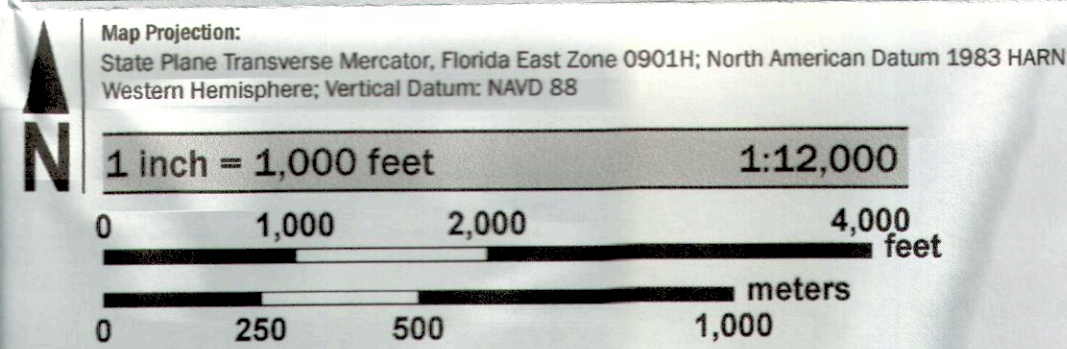 Map Projection:
State Plane Transverse Mercator, Florida East Zone 0901H; North American Datum 1983 HARN
Western Hemisphere; Vertical Datum: NAVD 88
N
1 inch = 1,000 feet 1:12,000
0 1,000 2,000 4,000
feet
meters
0 250 500 1,000